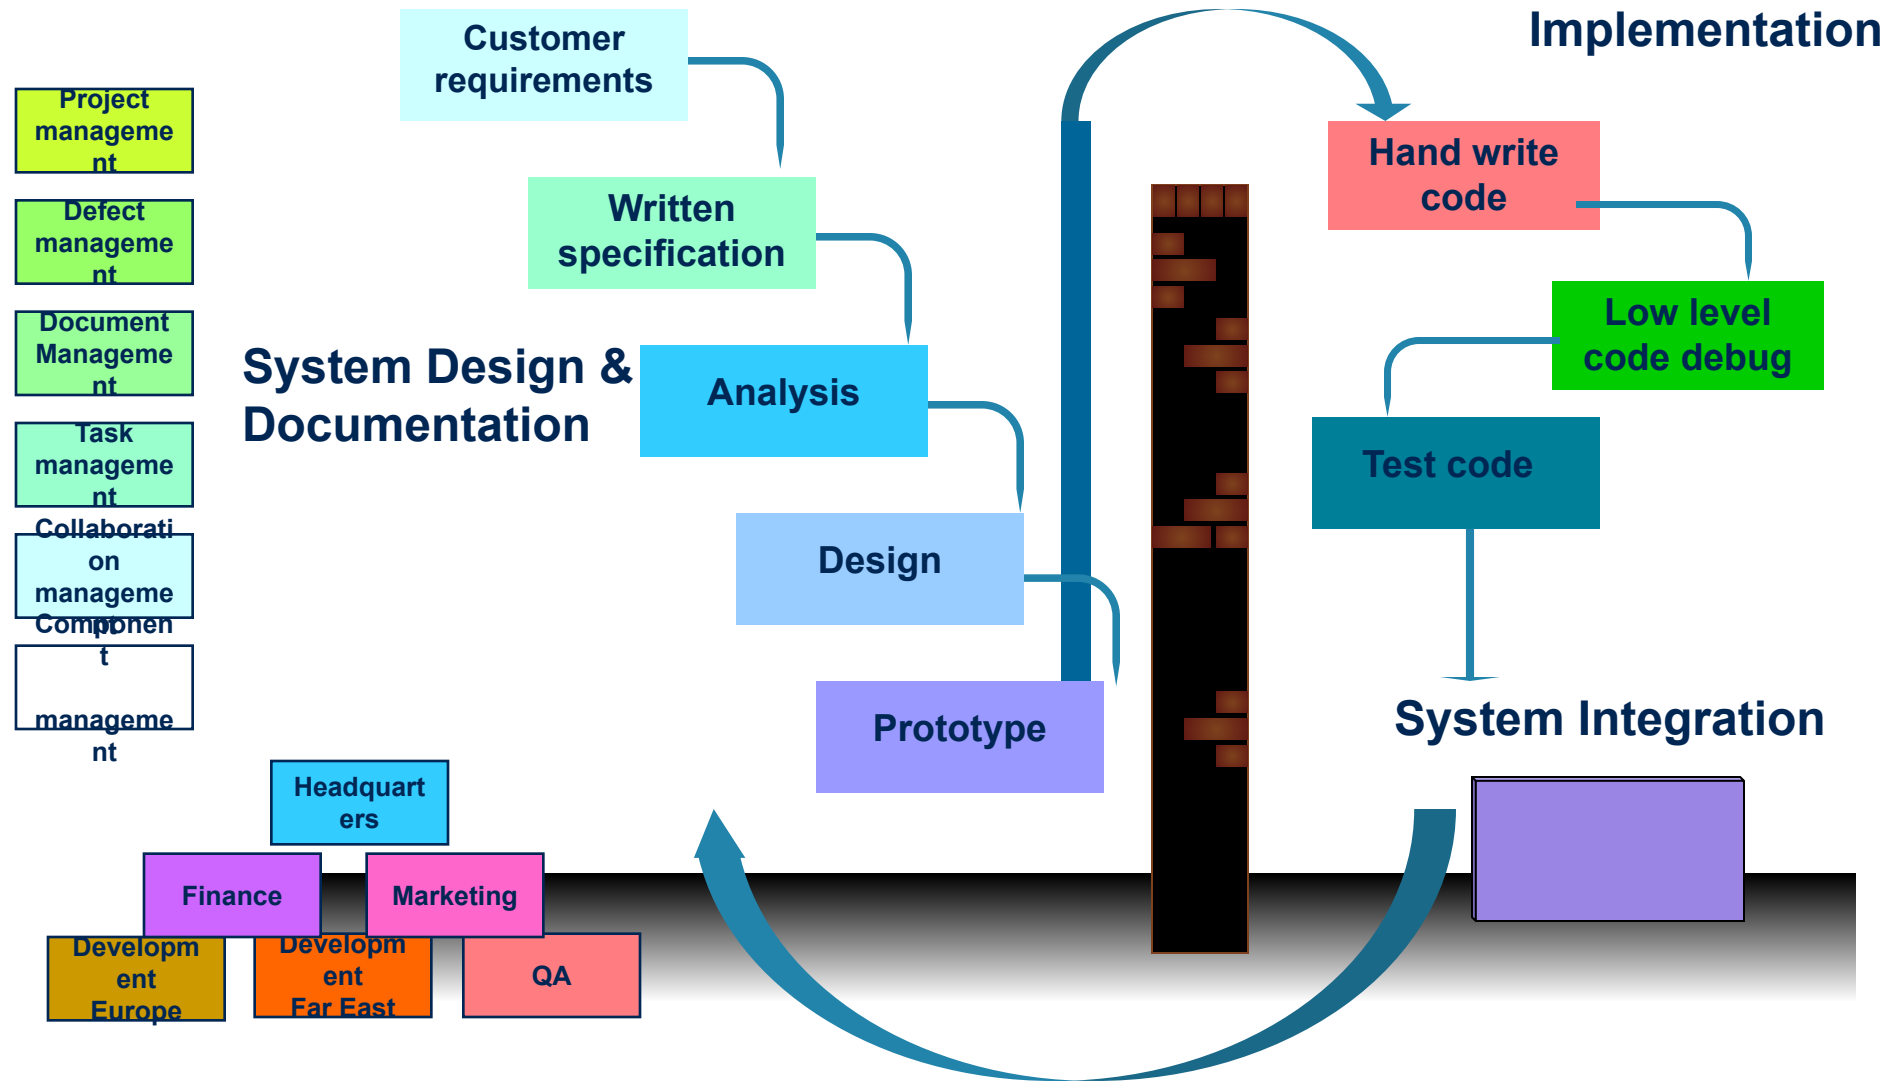 Implementation
Customer
requirements
Project
manageme
nt
Defect
manageme
nt
Document
Manageme
nt
Task
manageme
nt
Collaborati
on
manageme
nt
Componen
t
manageme
nt
Written
specification
System Design &
Documentation
Analysis
Design
Prototype
Hand write
code
Low level
code debug
Test code
System Integration
Headquart
ers
Finance
Marketing
Developm
ent
Europe
Developm
ent
Far East
QA